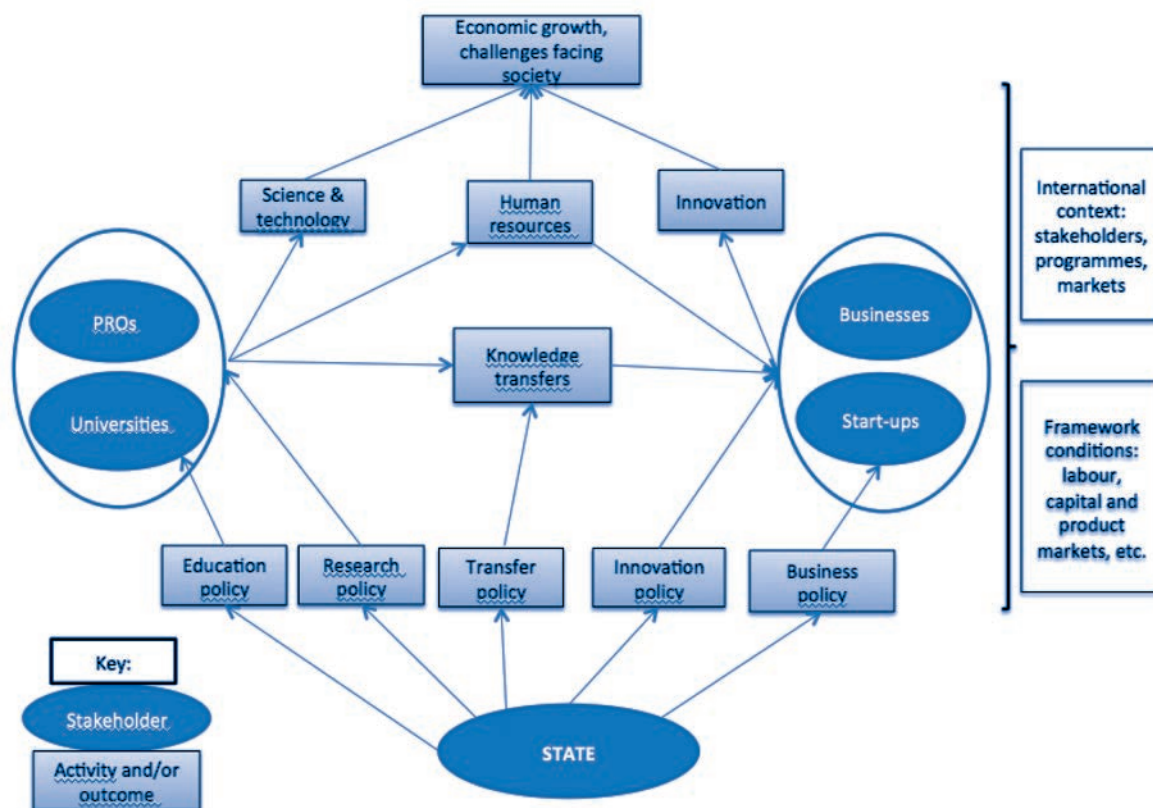 Economic growth,
challenges facing
society
Science &
technology
Human
resources
Innovation
International
context:
stakeholders,
programmes,
markets
PROs
Universities
Knowledge
transfers
Businesses
Start-ups
Framework
conditions:
labour,
capital and
product
markets, etc.
Education
policy
Research
policy
Transfer
policy
Innovation
policy
Business
policy
Key:
Stakeholder
Activity and/or
outcome
STATE